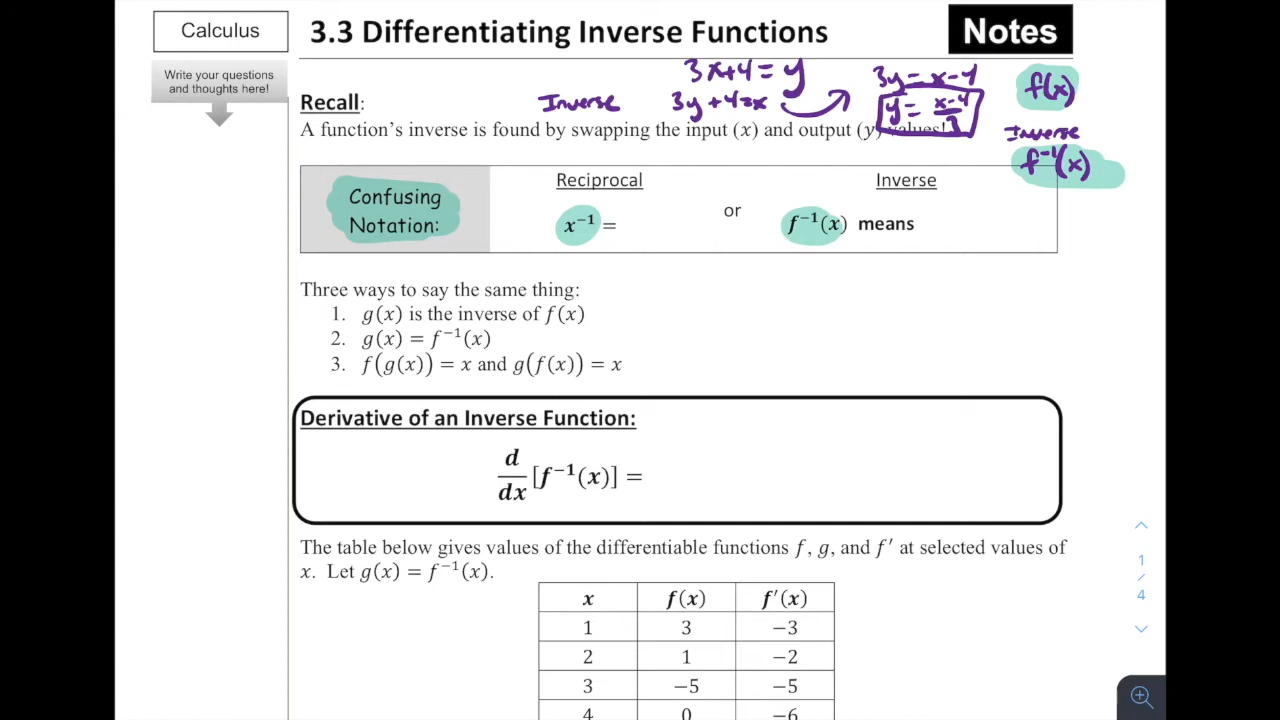 Calculus
3.3 Differentiating Inverse Functions
Notes
Write your questions
and thoughts here!
3x+4=y
3y=x-4
f(x)
Recall:
Inverse
3y+4=x
y=x-4/3
A function's inverse is found by swapping the input (x) and output (y) values!
Inverse
f⁻¹(x)
Confusing
Notation:
Reciprocal
x⁻¹ =
or
Inverse
f⁻¹(x) means
Three ways to say the same thing:
1. g(x) is the inverse of f(x)
2. g(x) = f⁻¹(x)
3. f(g(x)) = x and g(f(x)) = x
Derivative of an Inverse Function:
d/dx [f⁻¹(x)] =
The table below gives values of the differentiable functions f, g, and f′ at selected values of
x. Let g(x) = f⁻¹(x).
x f(x) f′(x)
1 3 −3
2 1 −2
3 −5 −5
4 0 −6
1
/
4